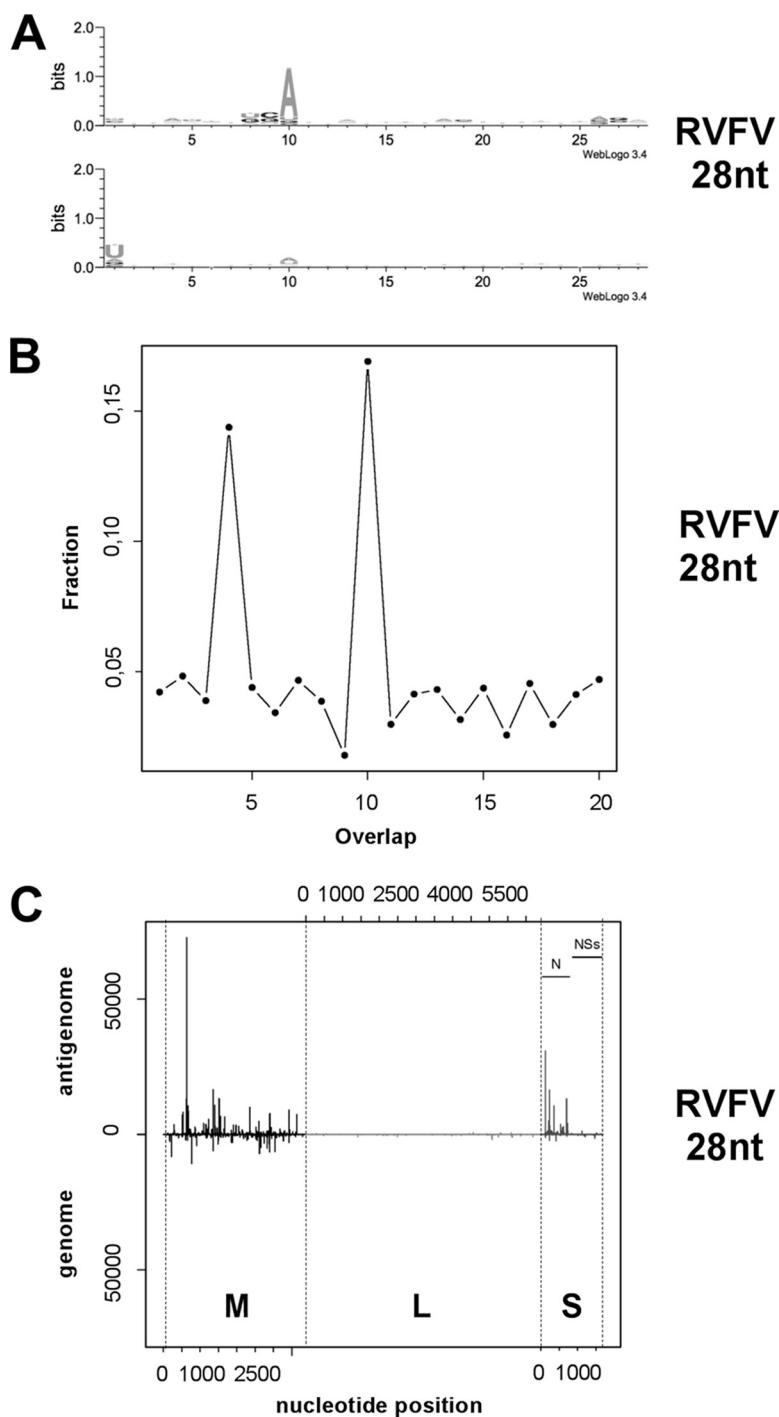 A
bits
2.0
1.0
0.0
A
5 10 15 20 25
WebLogo 3.4
bits
2.0
1.0
0.0
U
A
5 10 15 20 25
WebLogo 3.4
RVFV
28nt
B
Fraction
0,15
0,10
0,05
5 10 15 20
Overlap
RVFV
28nt
C
0 1000 2500 4000 5500
antigenome
genome
50000
0
50000
N
NSs
M L S
0 1000 2500
0 1000
nucleotide position
RVFV
28nt